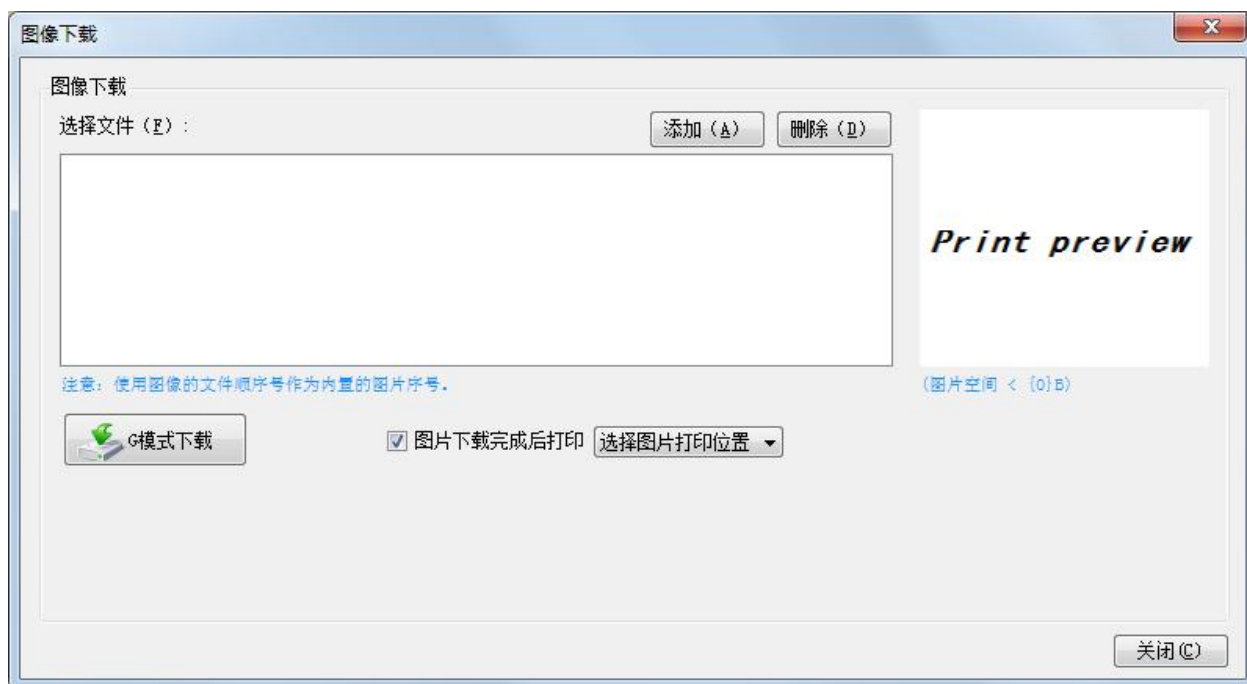 图像下载
图像下载
选择文件（F）：
添加（A）
删除（D）
Print preview
注意：使用图像的文件顺序号作为内置的图片序号.
(图片空间 < {0}B)
G模式下载
图片下载完成后打印
选择图片打印位置
关闭(C)